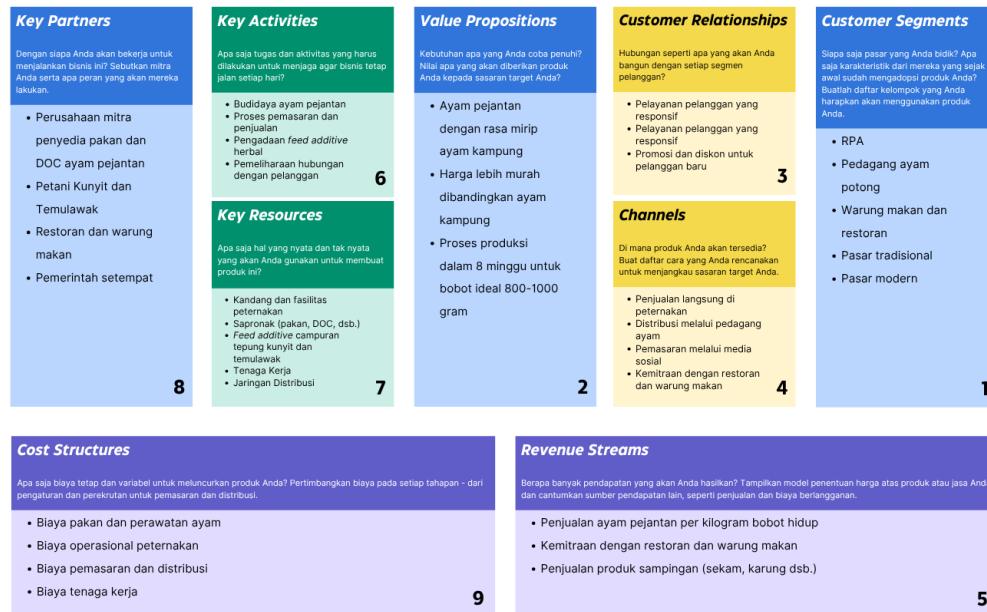 Key Partners
Dengan siapa Anda akan bekerja untuk
menjalankan bisnis ini? Sebutkan mitra
Anda serta apa peran yang akan mereka
lakukan.
• Perusahaan mitra
penyedia pakan dan
DOC ayam pejantan
• Petani Kunyit dan
Temulawak
• Restoran dan warung
makan
• Pemerintah setempat
8
Key Activities
Apa saja tugas dan aktivitas yang harus
dilakukan untuk menjaga agar bisnis tetap
jalan setiap hari?
• Budidaya ayam pejantan
• Proses pemasaran dan
penjualan
• Pengadaan feed additive
herbal
• Pemeliharaan hubungan
dengan pelanggan
6
Key Resources
Apa saja hal yang nyata dan tak nyata
yang akan Anda gunakan untuk membuat
produk ini?
• Kandang dan fasilitas
peternakan
• Sapronak (pakan, DOC, dsb.)
• Feed additive campuran
tepung kunyit dan
temulawak
• Tenaga Kerja
• Jaringan Distribusi
7
Value Propositions
Kebutuhan apa yang Anda coba penuhi?
Nilai apa yang akan diberikan produk
Anda kepada sasaran target Anda?
• Ayam pejantan
dengan rasa mirip
ayam kampung
• Harga lebih murah
dibandingkan ayam
kampung
• Proses produksi
dalam 8 minggu untuk
bobot ideal 800-1000
gram
2
Customer Relationships
Hubungan seperti apa yang akan Anda
bangun dengan setiap segmen
pelanggan?
• Pelayanan pelanggan yang
responsif
• Pelayanan pelanggan yang
responsif
• Promosi dan diskon untuk
pelanggan baru
3
Channels
Di mana produk Anda akan tersedia?
Buat daftar cara yang Anda rencanakan
untuk menjangkau sasaran target Anda.
• Penjualan langsung di
peternakan
• Distribusi melalui pedagang
ayam
• Pemasaran melalui media
sosial
• Kemitraan dengan restoran
dan warung makan
4
Customer Segments
Siapa saja pasar yang Anda bidik? Apa
saja karakteristik dari mereka yang sejak
awal sudah mengadopsi produk Anda?
Buatlah daftar kelompok yang Anda
harapkan akan menggunakan produk
Anda.
• RPA
• Pedagang ayam
potong
• Warung makan dan
restoran
• Pasar tradisional
• Pasar modern
1
Cost Structures
Apa saja biaya tetap dan variabel untuk meluncurkan produk Anda? Pertimbangkan biaya pada setiap tahapan - dari
pengaturan dan perekrutan untuk pemasaran dan distribusi.
• Biaya pakan dan perawatan ayam
• Biaya operasional peternakan
• Biaya pemasaran dan distribusi
• Biaya tenaga kerja
9
Revenue Streams
Berapa banyak pendapatan yang akan Anda hasilkan? Tampilkan model penentuan harga atas produk atau jasa And
dan cantumkan sumber pendapatan lain, seperti penjualan dan biaya berlangganan.
• Penjualan ayam pejantan per kilogram bobot hidup
• Kemitraan dengan restoran dan warung makan
• Penjualan produk sampingan (sekam, karung dsb.)
5